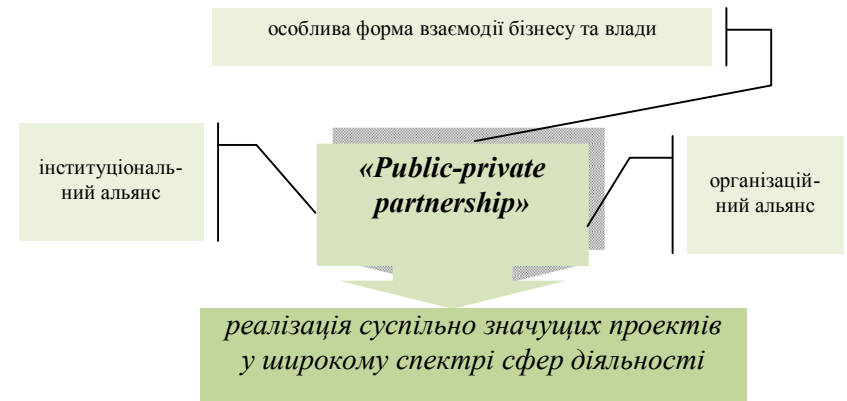 особлива форма взаємодії бізнесу та влади
інституціональ-
ний альянс
«Public-private
partnership»
організацій-
ний альянс
реалізація суспільно значущих проектів
у широкому спектрі сфер діяльності